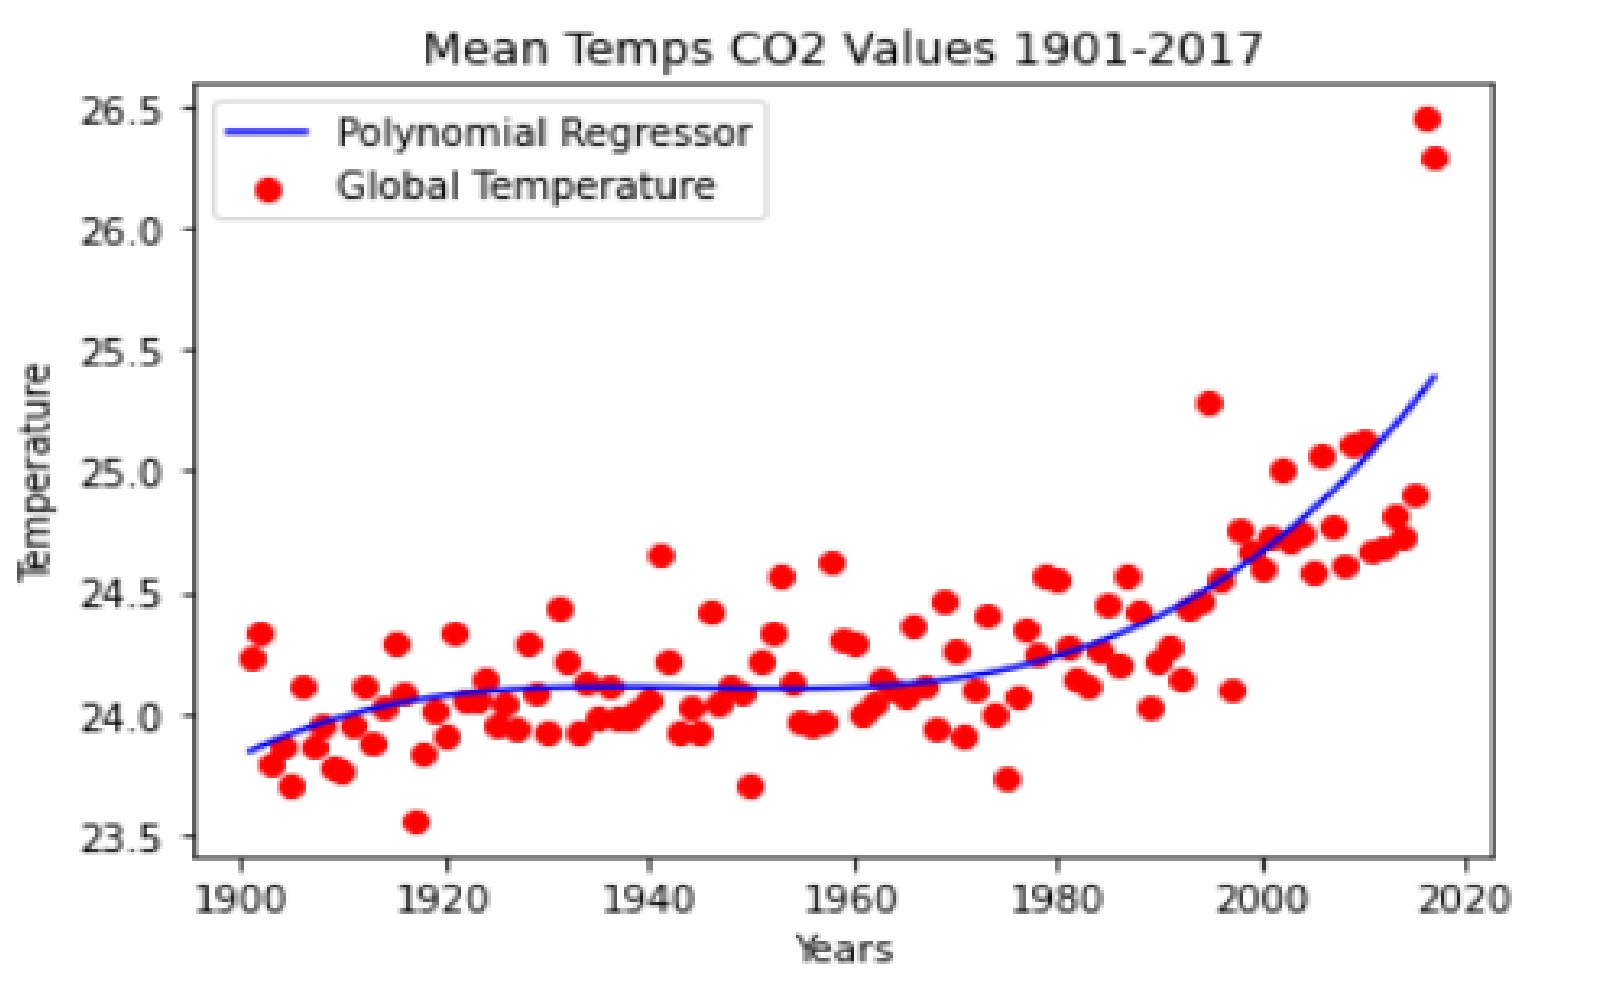 Mean Temps CO2 Values 1901-2017
Polynomial Regressor
Global Temperature
26.5
26.0
25.5
25.0
24.5
24.0
23.5
Temperature
1900 1920 1940 1960 1980 2000 2020
Years